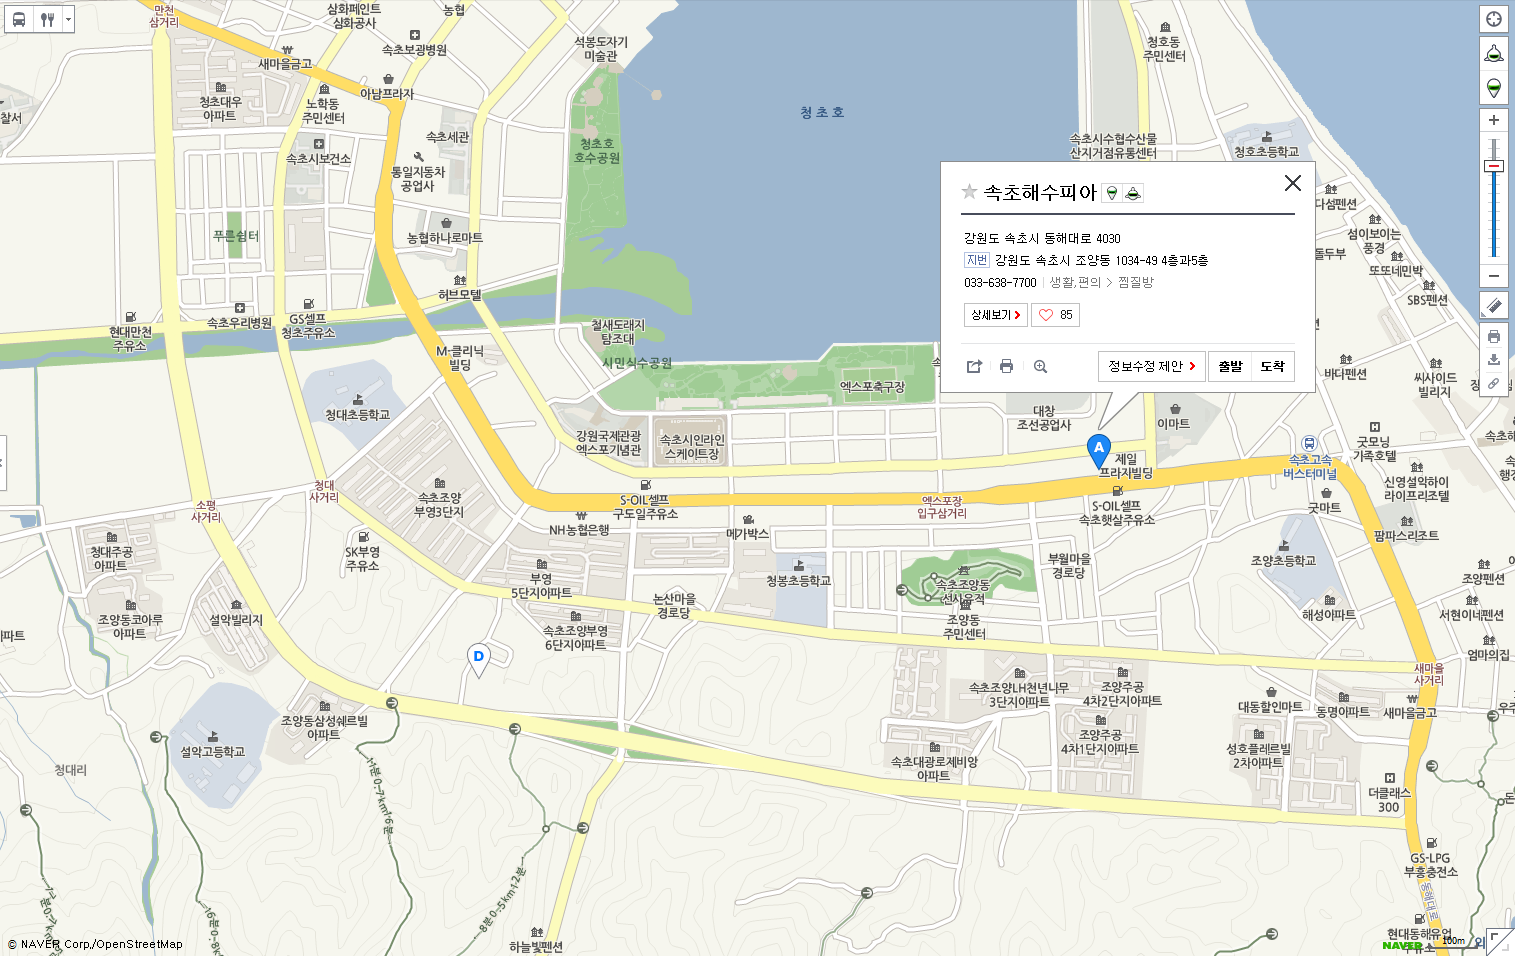 만천
삼거리
삼화페인트
삼화공사
농협
속초보광병원
새마을금고
석봉도자기
미술관
청호동
주민센터
청초대우
아파트
노학동
주민센터
아남프라자
찰서
청초호
속초세관
청초호
호수공원
속초시수협수산물
산지거점유통센터
청호초등학교
속초시보건소
통일지동차
공업사
속초해수피아
강원도 속초시 동해대로 4030
지번 강원도 속초시 조양동 1034-49 4층과5층
033-638-7700 생활,편의 > 찜질방
상세보기
85
정보수정 제안
출발
도착
다섬펜션
섬이보이는
풍경
돌두부
또또네민박
SBS펜션
푸른쉼터
농협하나로마트
허브모텔
현대만천
주유소
속초우리병원
GS셀프
청초주유소
철새도래지
탐조대
M-클리닉
빌딩
시민식수공원
엑스포축구장
바다펜션
씨사이드
빌리지
청대초등학교
대창
조선공업사
이마트
강원국제관광
엑스포기념관
속초시인라인
스케이트장
굿모닝
가족호텔
속초고속
버스터미널
A
제일
프라자빌딩
신영설악하이
라이프리조텔
청대
사거리
속초조양
부영3단지
소평
사거리
S-OIL셀프
구도일주유소
엑스포장
입구삼거리
S-OIL셀프
속초햇살주유소
굿마트
NH농협은행
메가박스
팜파스리조트
청대주공
아파트
SK부영
주유소
부영
5단지아파트
청봉초등학교
부월마을
경로당
조양초등학교
조양펜션
속초조양동
선사유적
조양동코아루
아파트
설악빌리지
논산마을
경로당
조양동
주민센터
해성아파트
서현이네펜션
아파트
속초조양부영
6단지아파트
엄마의집
D
새마을
사거리
속초조양LH천년나무
3단지아파트
조양주공
4차2단지아파트
대동할인마트
동명아파트
새마을금고
조양동삼성쉐르빌
아파트
설악고등학교
조양주공
4차1단지아파트
성호플레르빌
2차아파트
속초대광로제비앙
아파트
청대리
더클래스
300
GS-LPG
부흥충전소
동해대로
하늘빛펜션
현대동해유업
주유소
© NAVER Corp./OpenStreetMap
NAVER
100m